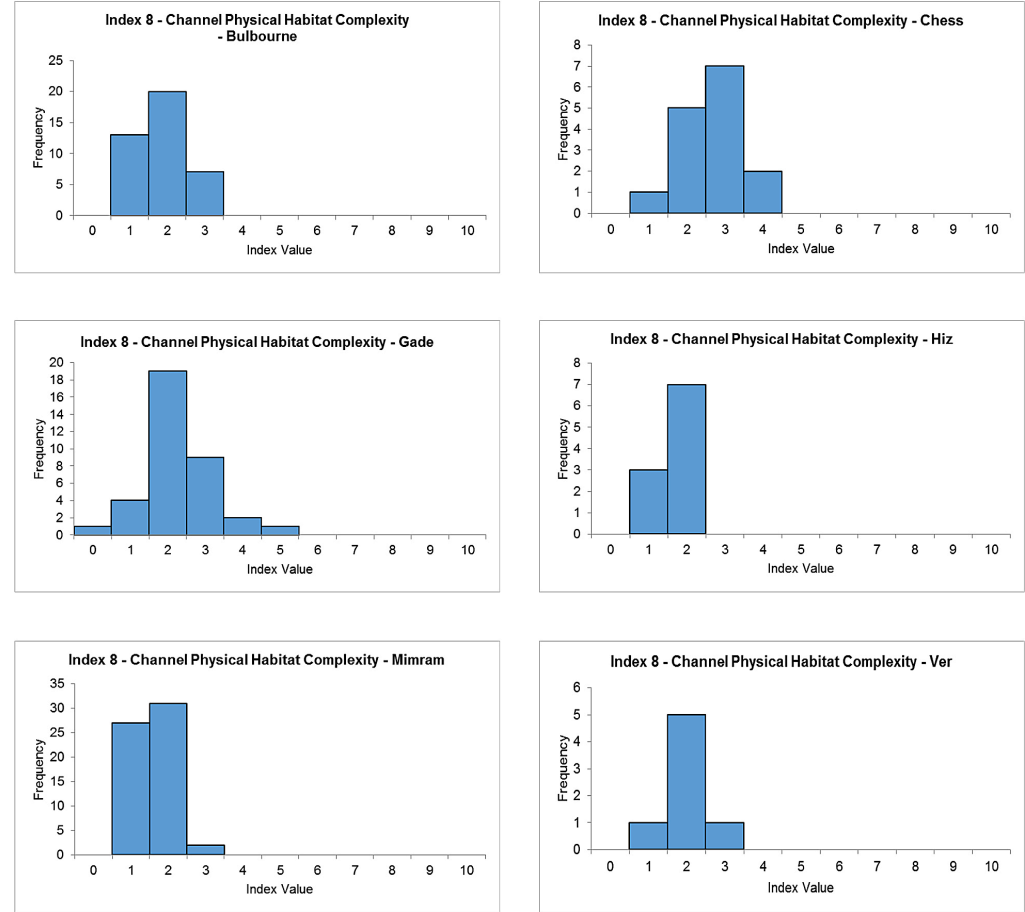 Index 8 - Channel Physical Habitat Complexity
- Bulbourne
25
20
15
10
5
0
Frequency
0 1 2 3 4 5 6 7 8 9 10
Index Value
Index 8 - Channel Physical Habitat Complexity - Chess
8
7
6
5
4
3
2
1
0
Frequency
0 1 2 3 4 5 6 7 8 9 10
Index Value
Index 8 - Channel Physical Habitat Complexity - Gade
20
18
16
14
12
10
8
6
4
2
0
Frequency
0 1 2 3 4 5 6 7 8 9 10
Index Value
Index 8 - Channel Physical Habitat Complexity - Hiz
8
7
6
5
4
3
2
1
0
Frequency
0 1 2 3 4 5 6 7 8 9 10
Index Value
Index 8 - Channel Physical Habitat Complexity - Mimram
35
30
25
20
15
10
5
0
Frequency
0 1 2 3 4 5 6 7 8 9 10
Index Value
Index 8 - Channel Physical Habitat Complexity - Ver
6
5
4
3
2
1
0
Frequency
0 1 2 3 4 5 6 7 8 9 10
Index Value